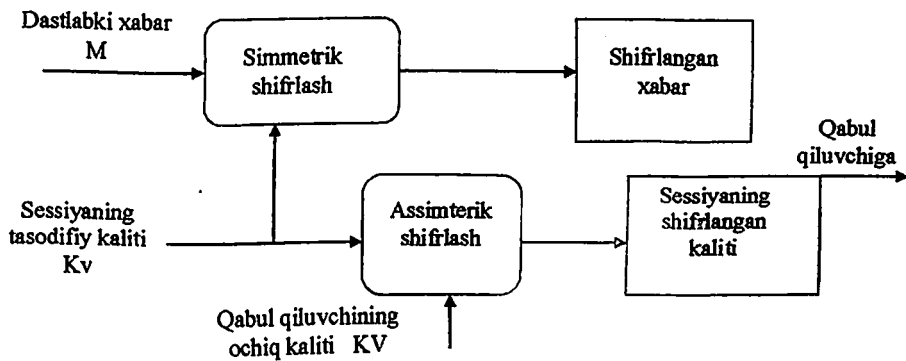 Dastlabki xabar
M
Simmetrik
shifrlash
Shifrlangan
xabar
Qabul
qiluvchiga
Sessiyaning
tasodifiy kaliti
Kv
Assimterik
shifrlash
Sessiyaning
shifrlangan
kaliti
Qabul qiluvchining
ochiq kaliti KV